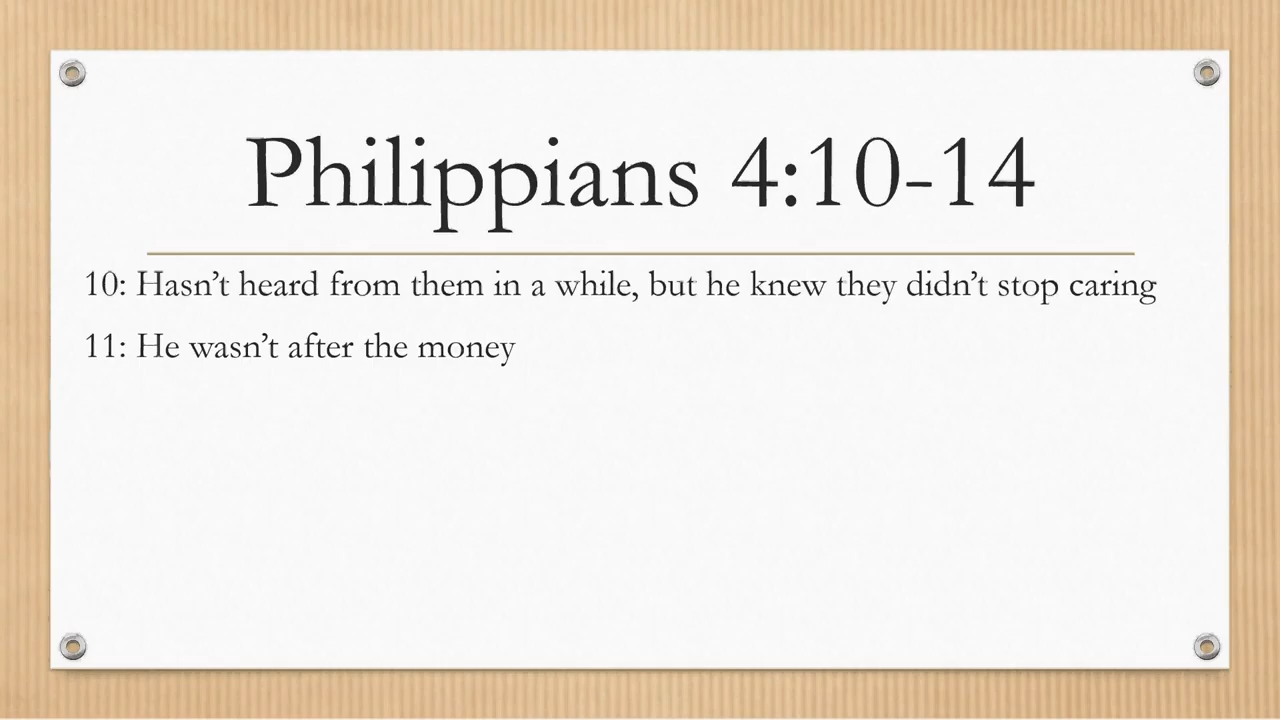 Philippians 4:10-14
10: Hasn’t heard from them in a while, but he knew they didn’t stop caring
11: He wasn’t after the money